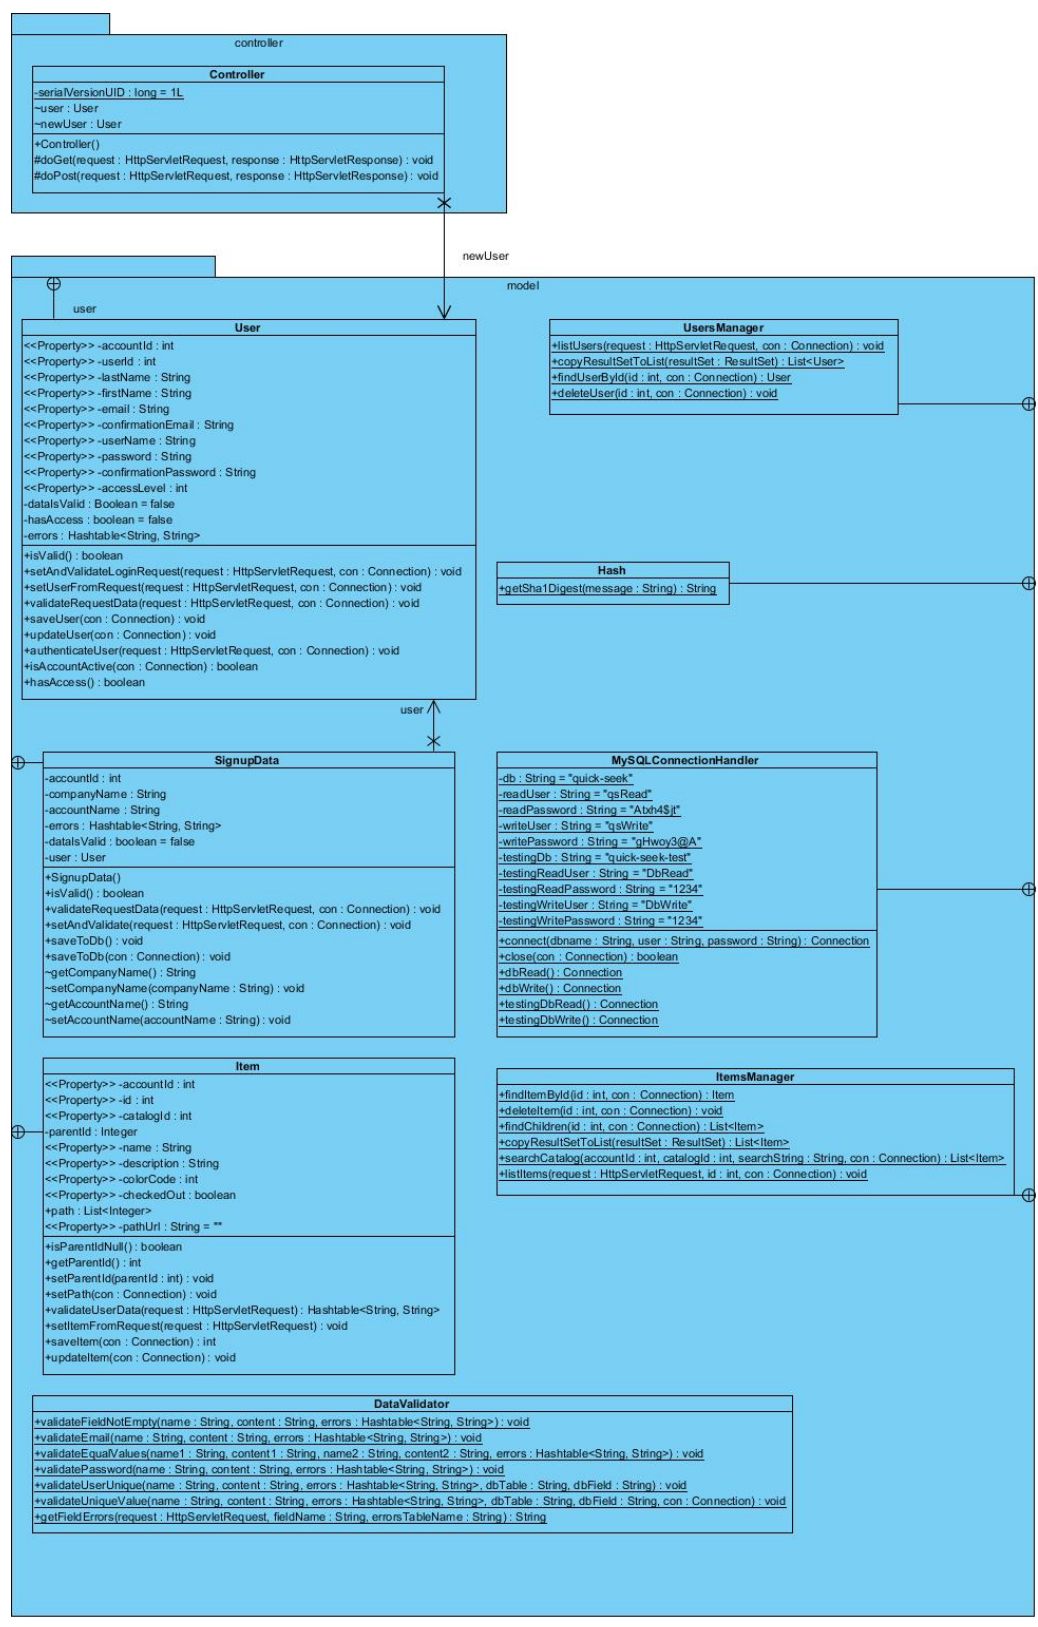 controller
Controller
-serialVersionUID : long = 1L
~user : User
~newUser : User
+Controller()
#doGet(request : HttpServletRequest, response : HttpServletResponse) : void
#doPost(request : HttpServletRequest, response : HttpServletResponse) : void
newUser
model
user
User
<<Property>> -accountId : int
<<Property>> -userId : int
<<Property>> -lastName : String
<<Property>> -firstName : String
<<Property>> -email : String
<<Property>> -confirmationEmail : String
<<Property>> -userName : String
<<Property>> -password : String
<<Property>> -confirmationPassword : String
<<Property>> -accessLevel : int
-dataIsValid : Boolean = false
-hasAccess : boolean = false
-errors : Hashtable<String, String>
+isValid() : boolean
+setAndValidateLoginRequest(request : HttpServletRequest, con : Connection) : void
+setUserFromRequest(request : HttpServletRequest, con : Connection) : void
+validateRequestData(request : HttpServletRequest, con : Connection) : void
+saveUser(con : Connection) : void
+updateUser(con : Connection) : void
+authenticateUser(request : HttpServletRequest, con : Connection) : void
+isAccountActive(con : Connection) : boolean
+hasAccess() : boolean
UsersManager
+listUsers(request : HttpServletRequest, con : Connection) : void
+copyResultSetToList(resultSet : ResultSet) : List<User>
+findUserById(id : int, con : Connection) : User
+deleteUser(id : int, con : Connection) : void
Hash
+getSha1Digest(message : String) : String
user
SignupData
-accountId : int
-companyName : String
-accountName : String
-errors : Hashtable<String, String>
-dataIsValid : boolean = false
-user : User
+SignupData()
+isValid() : boolean
+validateRequestData(request : HttpServletRequest, con : Connection) : void
+setAndValidate(request : HttpServletRequest, con : Connection) : void
+saveToDb() : void
+saveToDb(con : Connection) : void
~getCompanyName() : String
~setCompanyName(companyName : String) : void
~getAccountName() : String
~setAccountName(accountName : String) : void
MySQLConnectionHandler
-db : String = "quick-seek"
-readUser : String = "qsRead"
-readPassword : String = "Atxh4$jt"
-writeUser : String = "qsWrite"
-writePassword : String = "gHwoy3@A"
-testingDb : String = "quick-seek-test"
-testingReadUser : String = "DbRead"
-testingReadPassword : String = "1234"
-testingWriteUser : String = "DbWrite"
-testingWritePassword : String = "1234"
+connect(dbname : String, user : String, password : String) : Connection
+close(con : Connection) : boolean
+dbRead() : Connection
+dbWrite() : Connection
+testingDbRead() : Connection
+testingDbWrite() : Connection
Item
<<Property>> -accountId : int
<<Property>> -id : int
<<Property>> -catalogId : int
-parentId : Integer
<<Property>> -name : String
<<Property>> -description : String
<<Property>> -colorCode : int
<<Property>> -checkedOut : boolean
+path : List<Integer>
<<Property>> -pathUrl : String = ""
+isParentIdNull() : boolean
+getParentId() : int
+setParentId(parentId : int) : void
+setPath(con : Connection) : void
+validateUserData(request : HttpServletRequest) : Hashtable<String, String>
+setItemFromRequest(request : HttpServletRequest) : void
+saveItem(con : Connection) : int
+updateItem(con : Connection) : void
ItemsManager
+findItemById(id : int, con : Connection) : Item
+deleteItem(id : int, con : Connection) : void
+findChildren(id : int, con : Connection) : List<Item>
+copyResultSetToList(resultSet : ResultSet) : List<Item>
+searchCatalog(accountId : int, catalogId : int, searchString : String, con : Connection) : List<Item>
+listItems(request : HttpServletRequest, id : int, con : Connection) : void
DataValidator
+validateFieldNotEmpty(name : String, content : String, errors : Hashtable<String, String>) : void
+validateEmail(name : String, content : String, errors : Hashtable<String, String>) : void
+validateEqualValues(name1 : String, content1 : String, name2 : String, content2 : String, errors : Hashtable<String, String>) : void
+validatePassword(name : String, content : String, errors : Hashtable<String, String>) : void
+validateUserUnique(name : String, content : String, errors : Hashtable<String, String>, dbTable : String, dbField : String) : void
+validateUniqueValue(name : String, content : String, errors : Hashtable<String, String>, dbTable : String, dbField : String, con : Connection) : void
+getFieldErrors(request : HttpServletRequest, fieldName : String, errorsTableName : String) : String